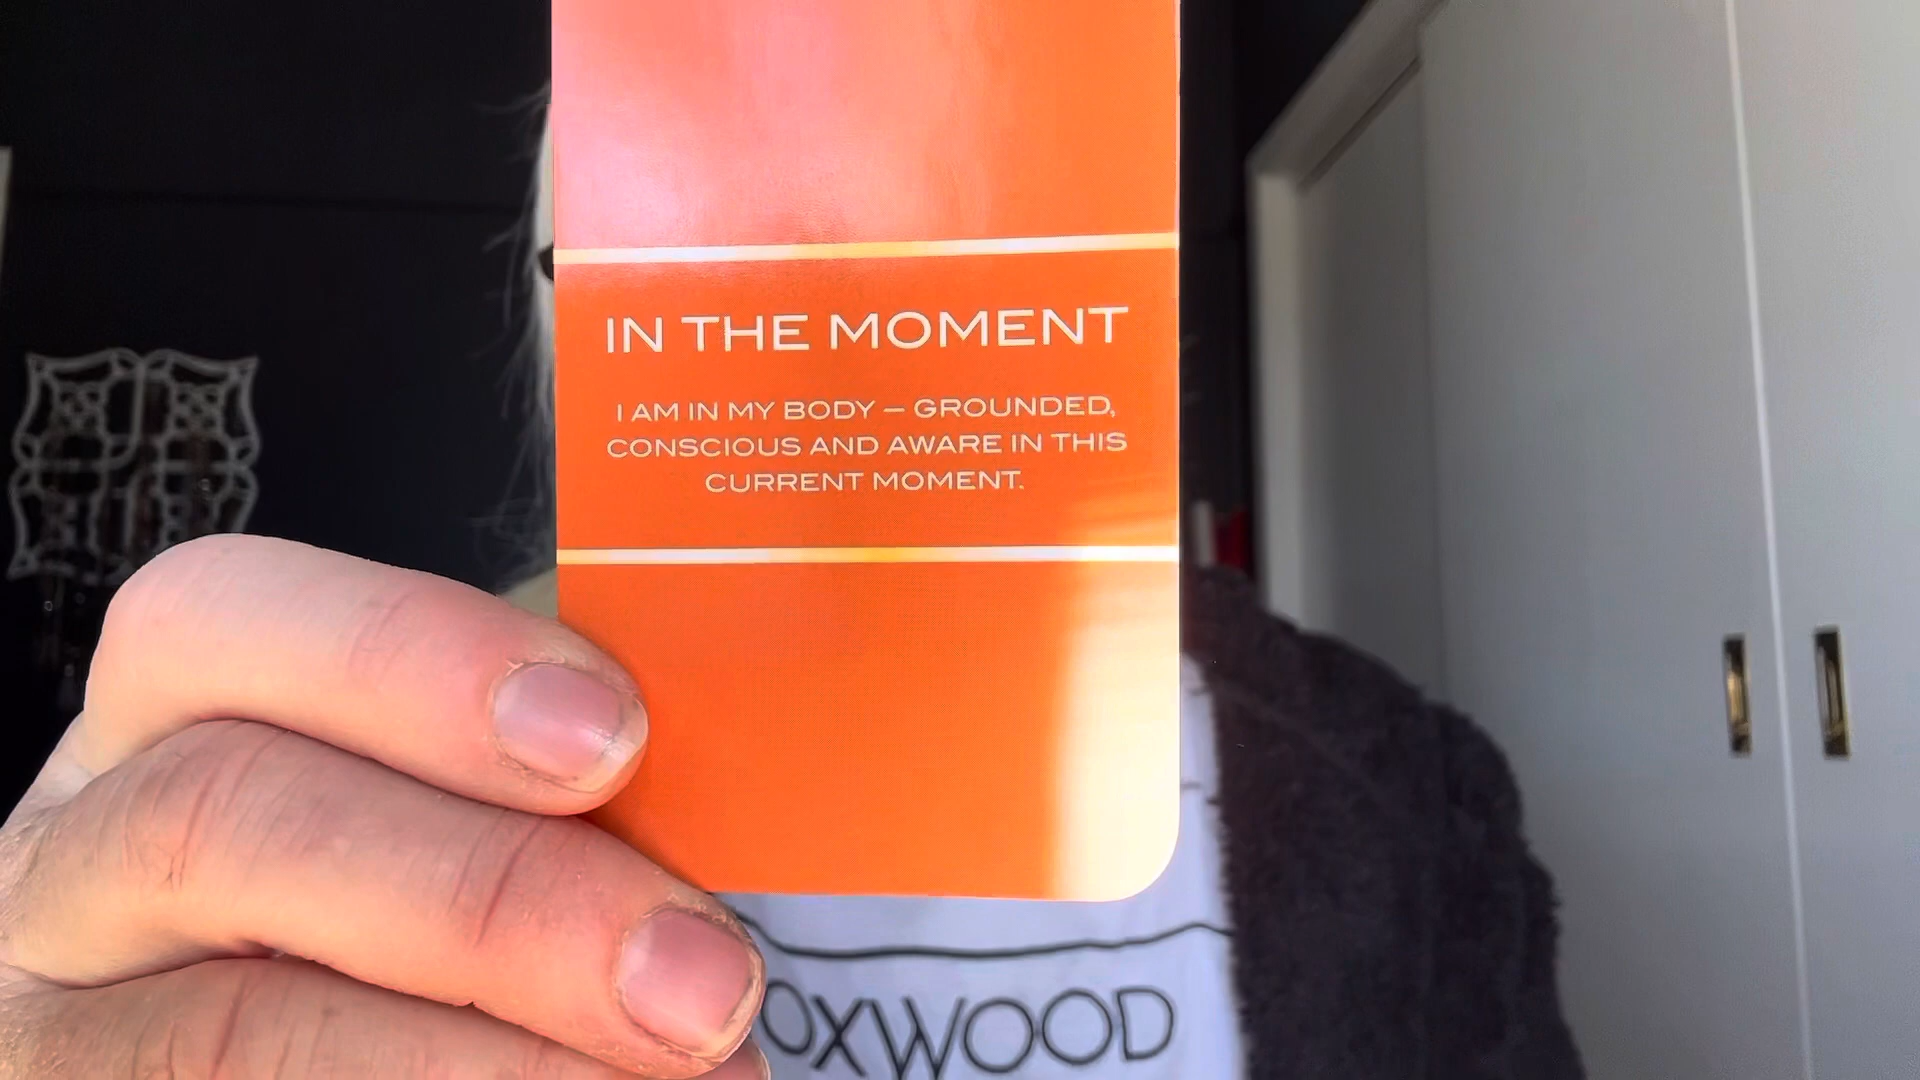 IN THE MOMENT
I AM IN MY BODY – GROUNDED,
CONSCIOUS AND AWARE IN THIS
CURRENT MOMENT.
OXWOOD